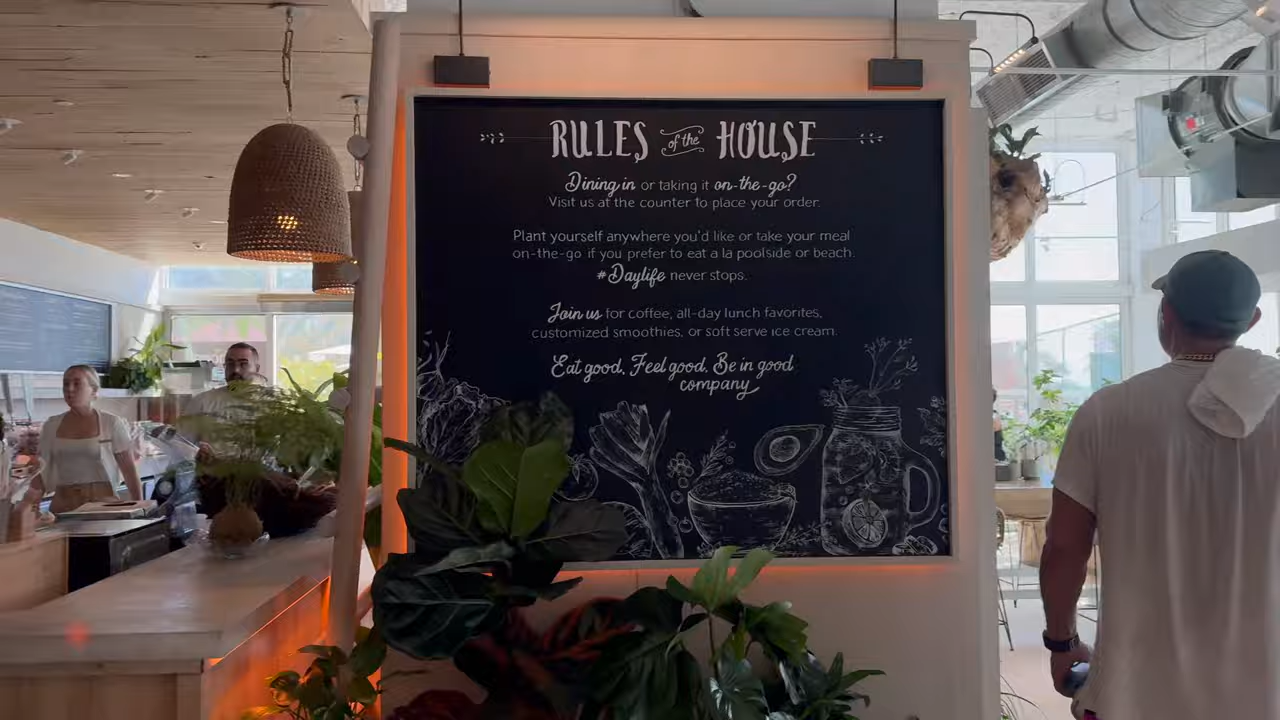 RULES of the HOUSE
Dining in or taking it on-the-go?
Visit us at the counter to place your order.
Plant yourself anywhere you'd like or take your meal
on-the-go if you prefer to eat a la poolside or beach.
#Daylife never stops.
Join us for coffee, all-day lunch favorites,
customized smoothies, or soft serve ice cream.
Eat good, Feel good, Be in good
company